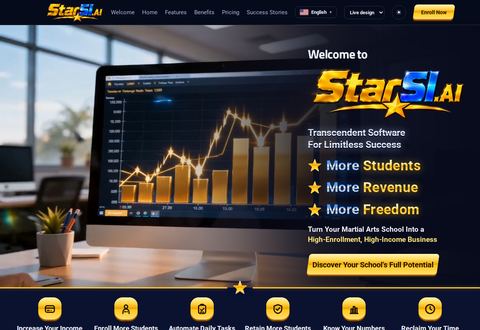 StarSI.AI
Welcome
Home
Features
Benefits
Pricing
Success Stories
English
Live design
Enroll Now
Welcome to
StarSI.AI
Transcendent Software
For Limitless Success
More Students
More Revenue
More Freedom
Turn Your Martial Arts School Into a
High-Enrollment, High-Income Business
Discover Your School's Full Potential
Increase Your Income
Enroll More Students
Automate Daily Tasks
Retain More Students
Know Your Numbers
Reclaim Your Time